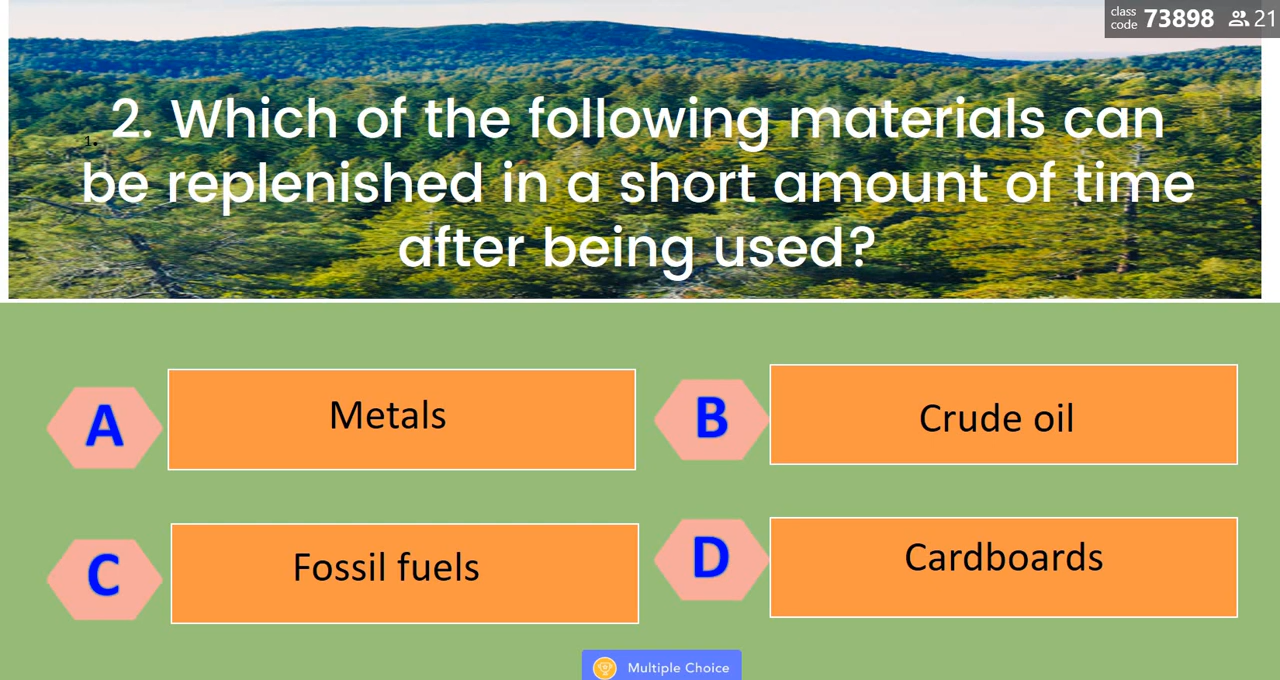 class
code 73898 21
1.
2. Which of the following materials can
be replenished in a short amount of time
after being used?
A Metals
B Crude oil
C Fossil fuels
D Cardboards
Multiple Choice